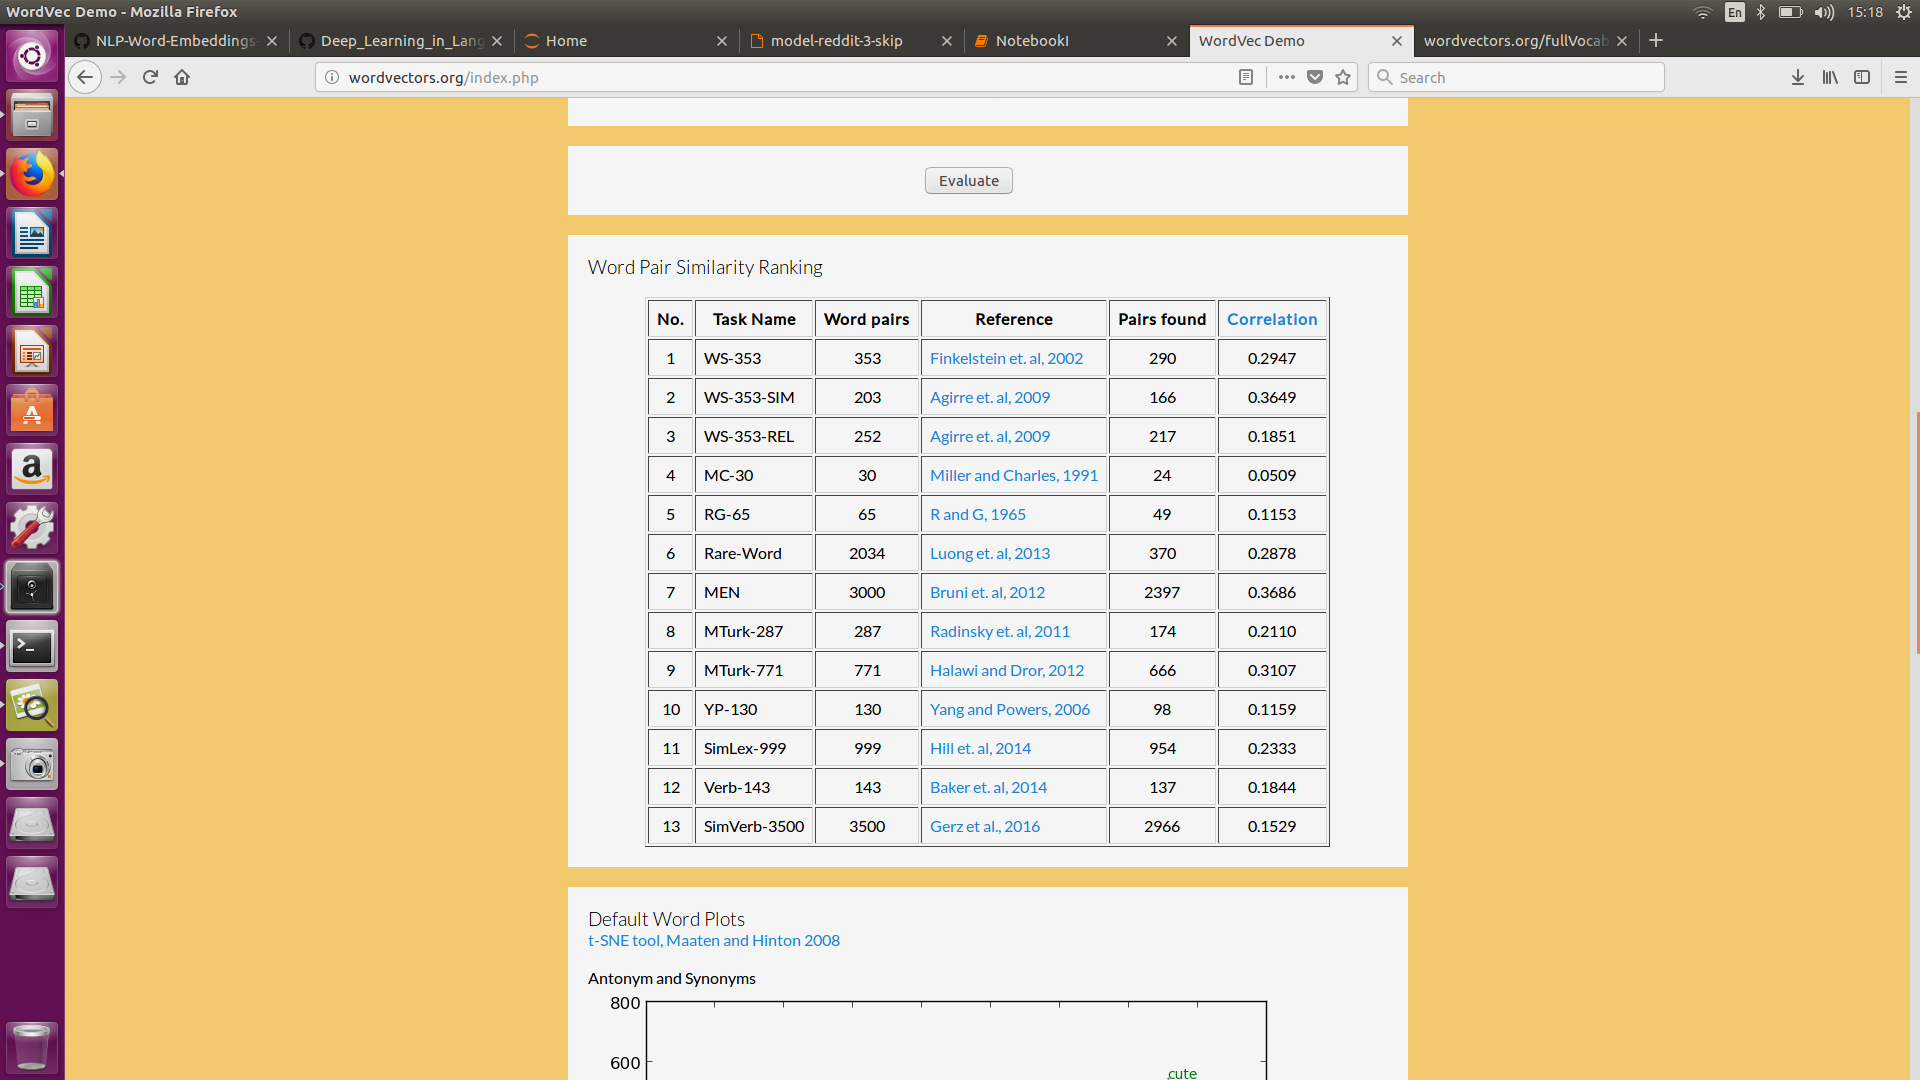 WordVec Demo - Mozilla Firefox
En
15:18
NLP-Word-Embeddings-
Deep_Learning_in_Lang
Home
model-reddit-3-skip
NotebookI
WordVec Demo
wordvectors.org/fullVocab
wordvectors.org/index.php
Search
Evaluate
Word Pair Similarity Ranking
No. Task Name Word pairs Reference Pairs found Correlation
1 WS-353 353 Finkelstein et. al, 2002 290 0.2947
2 WS-353-SIM 203 Agirre et. al, 2009 166 0.3649
3 WS-353-REL 252 Agirre et. al, 2009 217 0.1851
4 MC-30 30 Miller and Charles, 1991 24 0.0509
5 RG-65 65 R and G, 1965 49 0.1153
6 Rare-Word 2034 Luong et. al, 2013 370 0.2878
7 MEN 3000 Bruni et. al, 2012 2397 0.3686
8 MTurk-287 287 Radinsky et. al, 2011 174 0.2110
9 MTurk-771 771 Halawi and Dror, 2012 666 0.3107
10 YP-130 130 Yang and Powers, 2006 98 0.1159
11 SimLex-999 999 Hill et. al, 2014 954 0.2333
12 Verb-143 143 Baker et. al, 2014 137 0.1844
13 SimVerb-3500 3500 Gerz et al., 2016 2966 0.1529
Default Word Plots
t-SNE tool, Maaten and Hinton 2008
Antonym and Synonyms
800
600
cute